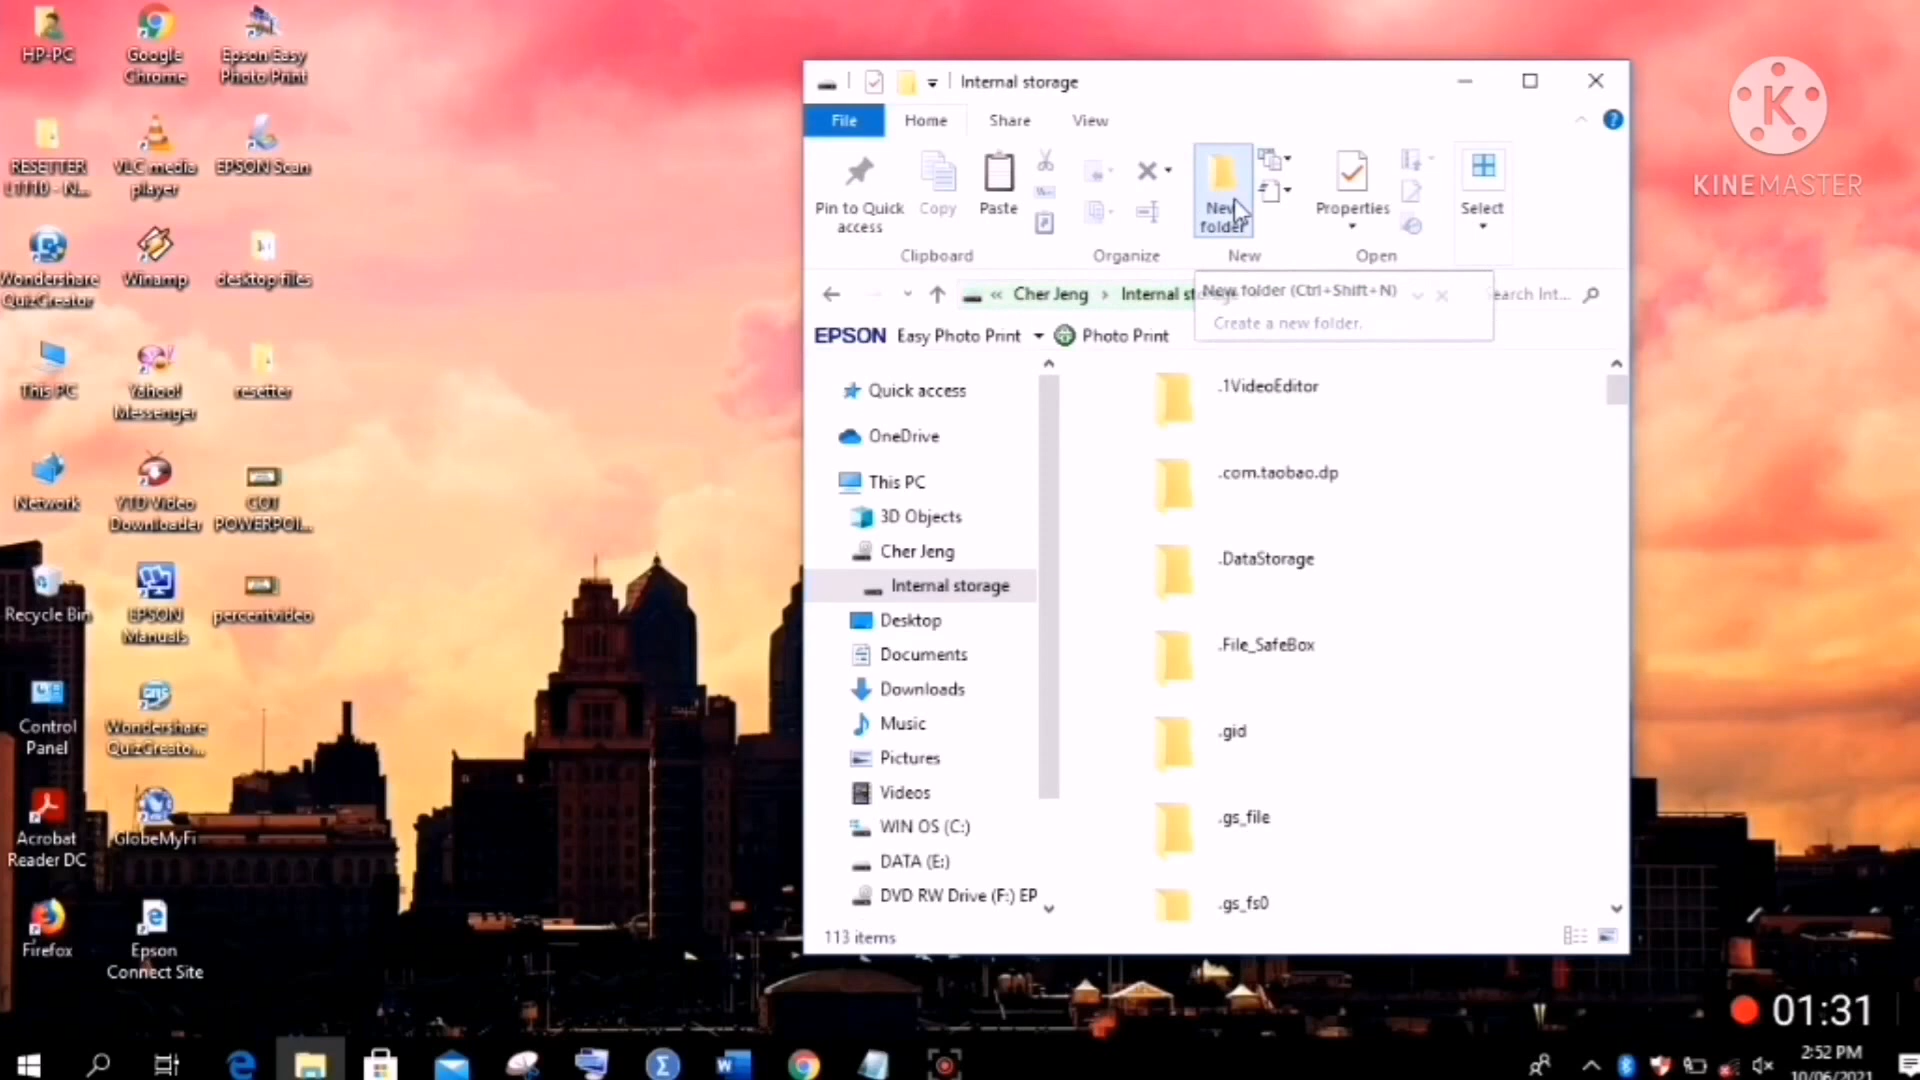 HP-PC
Google
Chrome
Epson Easy
Photo Print
RESETTER
L1110 - N...
VLC media
player
EPSON Scan
Wondershare
QuizCreator
Winamp
desktop files
This PC
Yahoo!
Messenger
resetter
Network
YTD Video
Downloader
COT
POWERPOI...
Recycle Bin
EPSON
Manuals
percentvideo
Control
Panel
Wondershare
QuizCreato...
Acrobat
Reader DC
GlobeMyFi
Firefox
Epson
Connect Site
Internal storage
File
Home
Share
View
Pin to Quick
access
Copy
Paste
New
folder
Properties
Select
Clipboard
Organize
New
Open
« Cher Jeng › Internal storage
New folder (Ctrl+Shift+N)
Create a new folder.
earch Int...
EPSON Easy Photo Print
Photo Print
Quick access
OneDrive
This PC
3D Objects
Cher Jeng
Internal storage
Desktop
Documents
Downloads
Music
Pictures
Videos
WIN OS (C:)
DATA (E:)
DVD RW Drive (F:) EP
.1VideoEditor
.com.taobao.dp
.DataStorage
.File_SafeBox
.gid
.gs_file
.gs_fs0
113 items
K
KINEMASTER
01:31
2:52 PM
10/06/2021